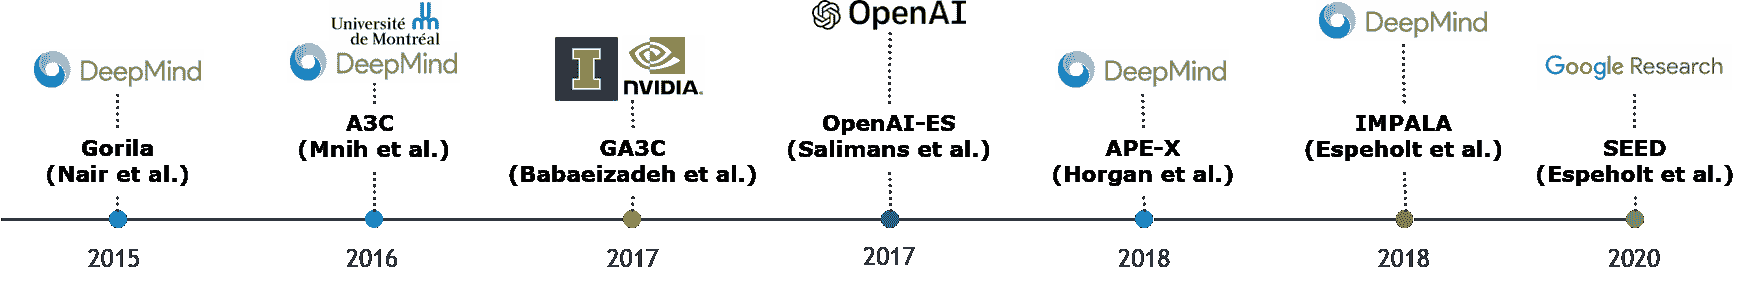 DeepMind
Gorila
(Nair et al.)
2015
Université
de Montréal
DeepMind
A3C
(Mnih et al.)
2016
I
NVIDIA.
GA3C
(Babaeizadeh et al.)
2017
OpenAI
OpenAI-ES
(Salimans et al.)
2017
DeepMind
APE-X
(Horgan et al.)
2018
DeepMind
IMPALA
(Espeholt et al.)
2018
Google Research
SEED
(Espeholt et al.)
2020